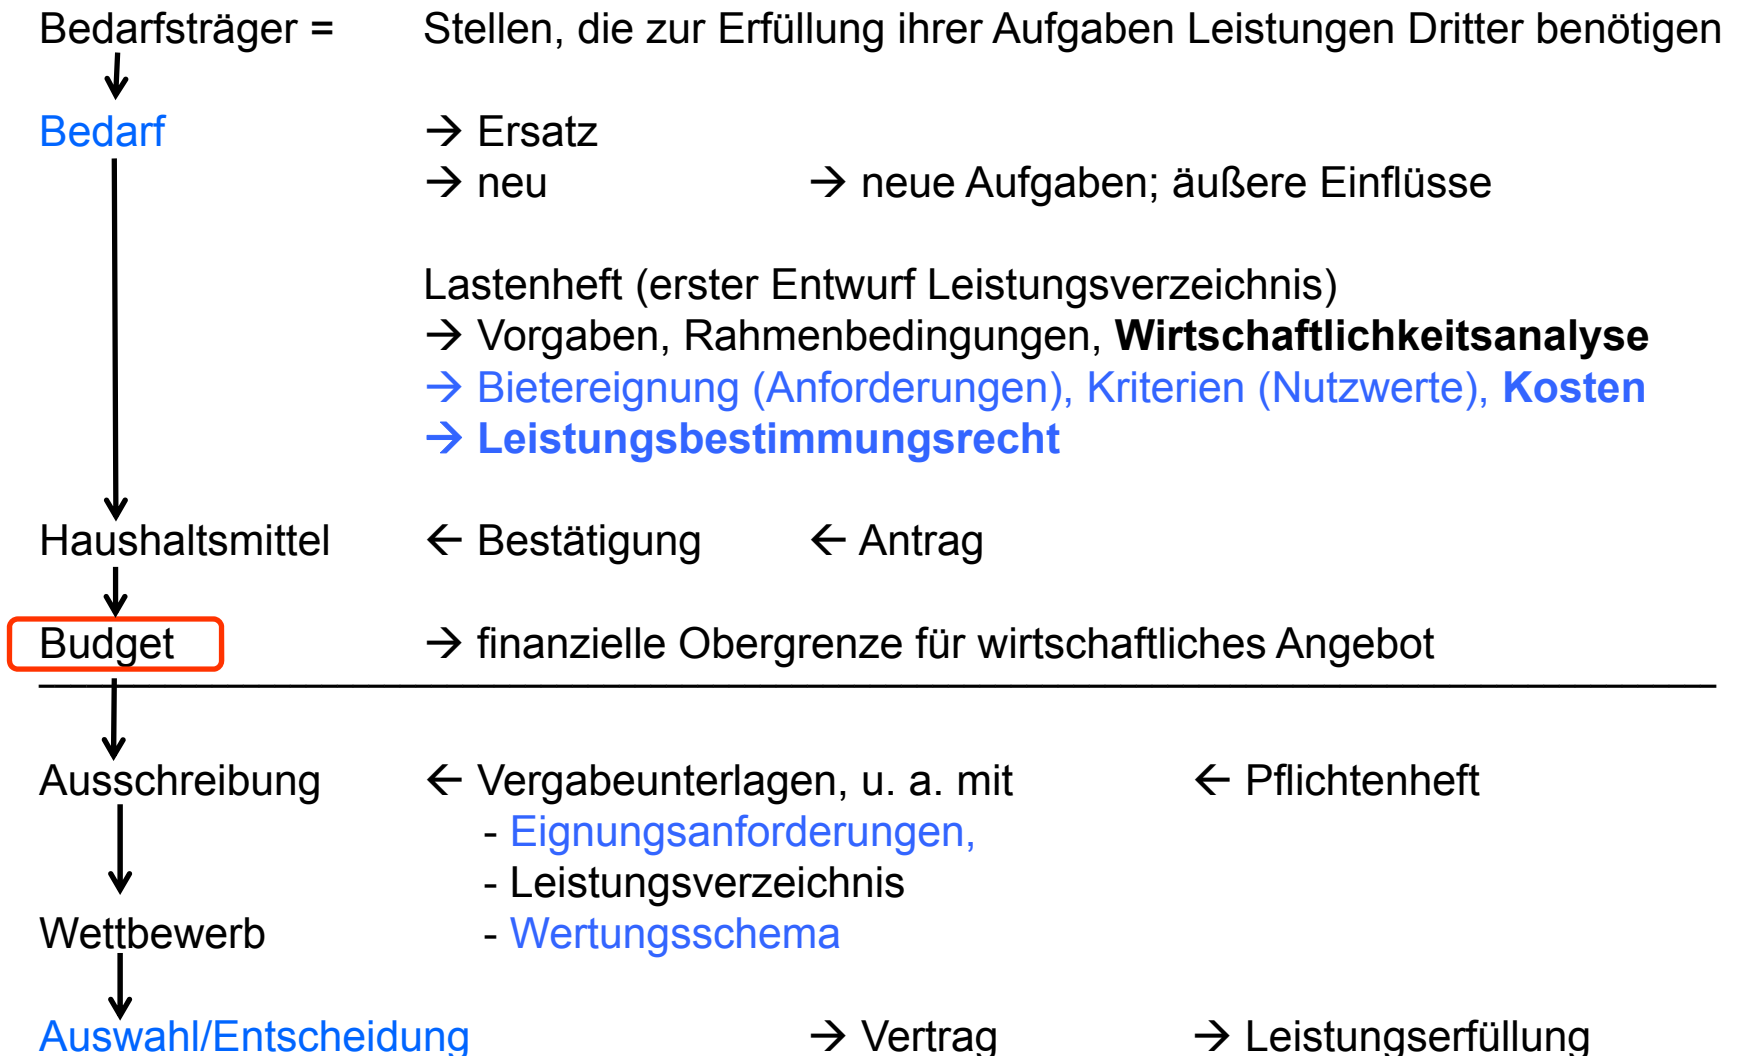 Bedarfsträger = Stellen, die zur Erfüllung ihrer Aufgaben Leistungen Dritter benötigen
Bedarf → Ersatz
→ neu → neue Aufgaben; äußere Einflüsse
Lastenheft (erster Entwurf Leistungsverzeichnis)
→ Vorgaben, Rahmenbedingungen, Wirtschaftlichkeitsanalyse
→ Bietereignung (Anforderungen), Kriterien (Nutzwerte), Kosten
→ Leistungsbestimmungsrecht
Haushaltsmittel ← Bestätigung ← Antrag
Budget → finanzielle Obergrenze für wirtschaftliches Angebot
Ausschreibung ← Vergabeunterlagen, u. a. mit ← Pflichtenheft
- Eignungsanforderungen,
- Leistungsverzeichnis
Wettbewerb - Wertungsschema
Auswahl/Entscheidung → Vertrag → Leistungserfüllung